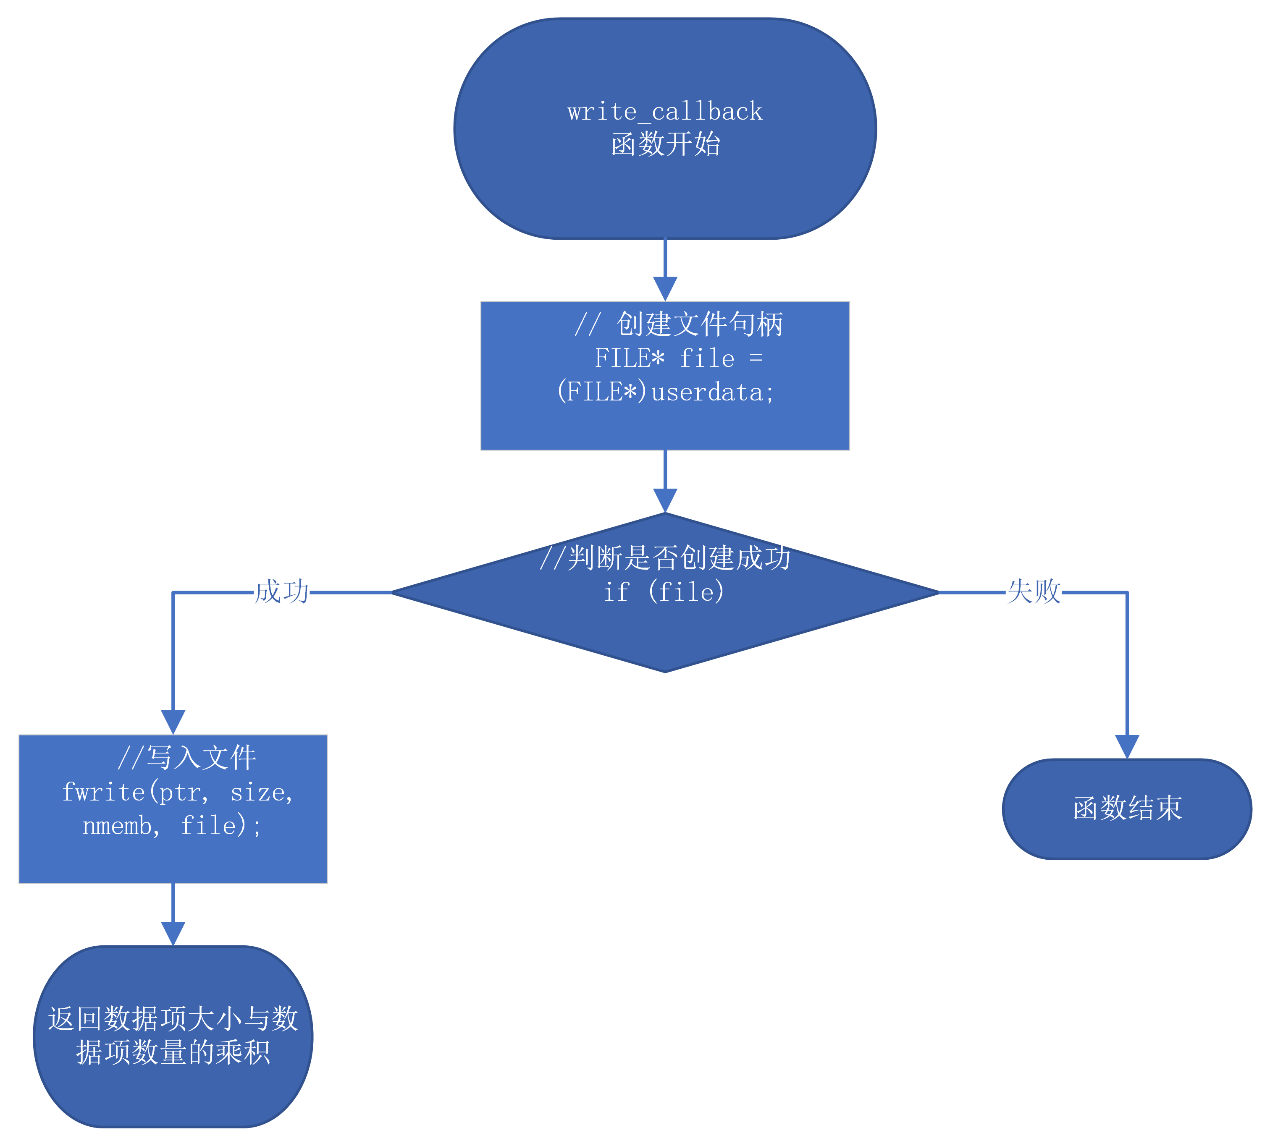 write_callback
函数开始
// 创建文件句柄
FILE* file =
(FILE*)userdata;
//判断是否创建成功
if (file)
成功
失败
//写入文件
fwrite(ptr, size,
nmemb, file);
函数结束
返回数据项大小与数
据项数量的乘积